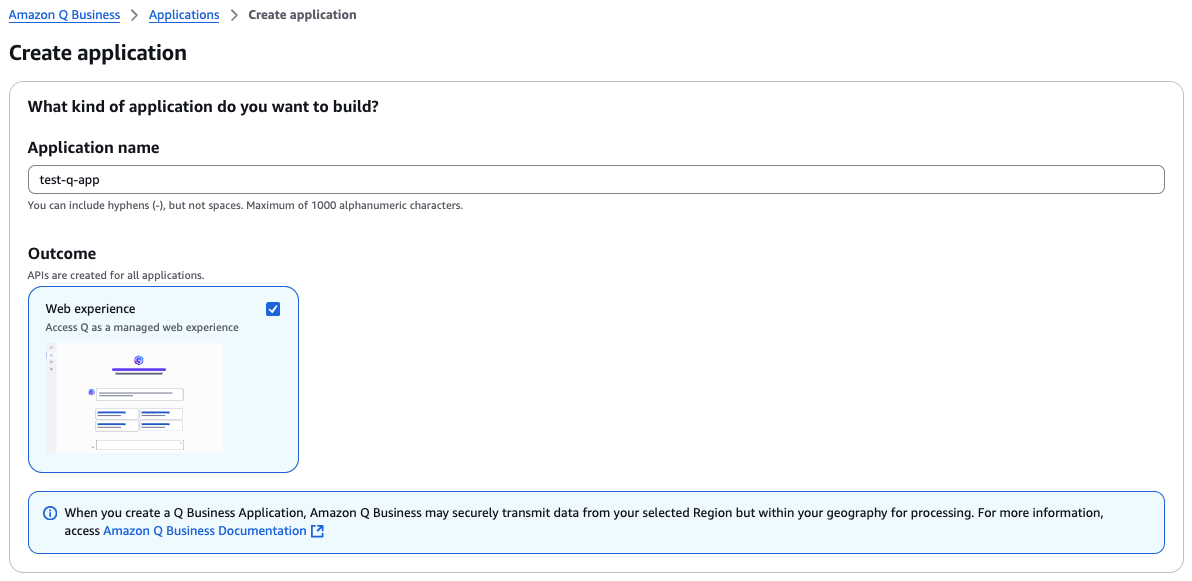 Amazon Q Business > Applications > Create application
Create application
What kind of application do you want to build?
Application name
test-q-app
You can include hyphens (-), but not spaces. Maximum of 1000 alphanumeric characters.
Outcome
APIs are created for all applications.
Web experience
Access Q as a managed web experience
When you create a Q Business Application, Amazon Q Business may securely transmit data from your selected Region but within your geography for processing. For more information,
access Amazon Q Business Documentation